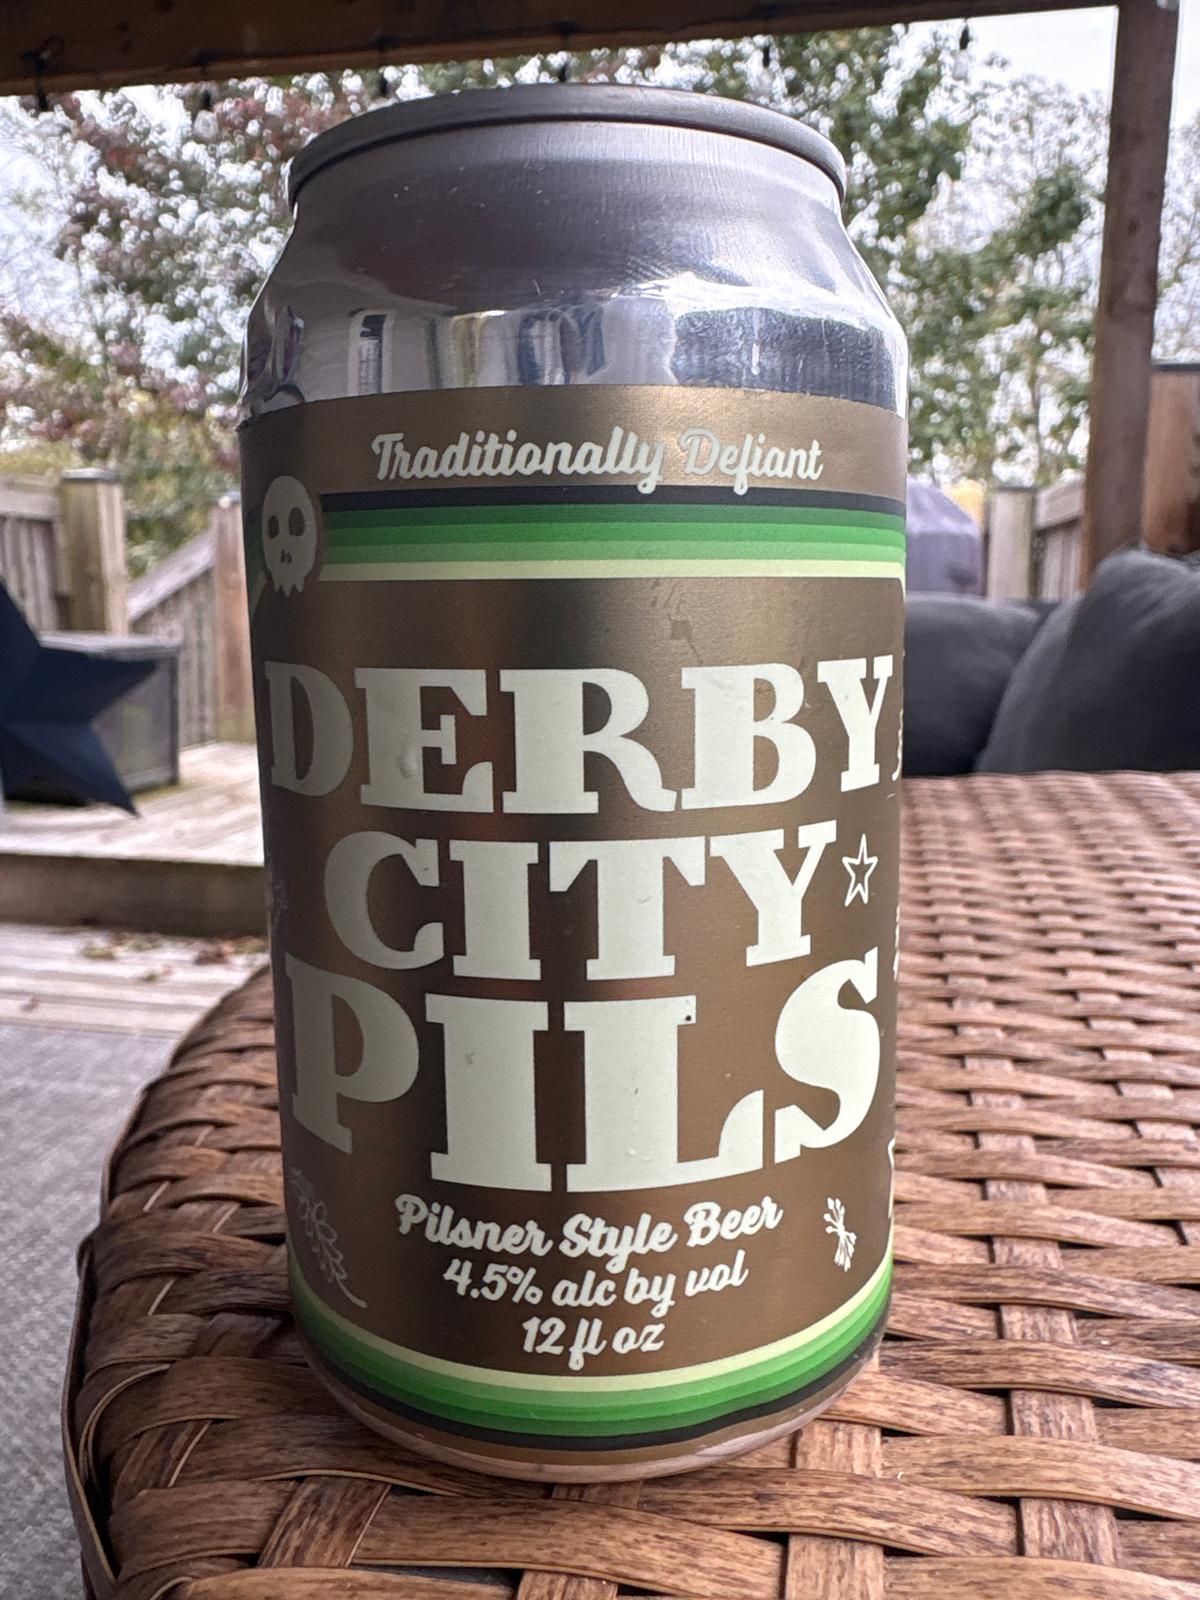 Traditionally Defiant
DERBY
CITY
PILS
Pilsner Style Beer
4.5% alc by vol
12 fl oz